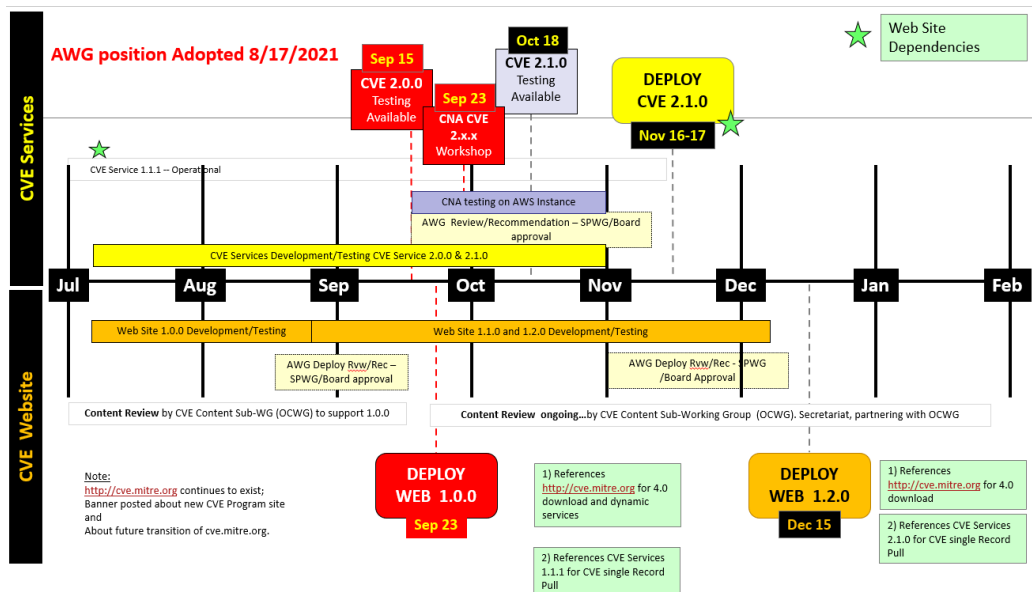 AWG position Adopted 8/17/2021
Sep 15
CVE 2.0.0
Testing
Available
Sep 23
CNA CVE
2.x.x
Workshop
Oct 18
CVE 2.1.0
Testing
Available
DEPLOY
CVE 2.1.0
Nov 16-17
Web Site
Dependencies
CVE Services
CVE Service 1.1.1 -- Operational
CNA testing on AWS Instance
AWG Review/Recommendation – SPWG/Board
approval
CVE Services Development/Testing CVE Service 2.0.0 & 2.1.0
Jul
Aug
Sep
Oct
Nov
Dec
Jan
Feb
CVE Website
Web Site 1.0.0 Development/Testing
Web Site 1.1.0 and 1.2.0 Development/Testing
AWG Deploy Rvw/Rec –
SPWG/Board approval
AWG Deploy Rvw/Rec - SPWG
/Board Approval
Content Review by CVE Content Sub-WG (OCWG) to support 1.0.0
Content Review ongoing…by CVE Content Sub-Working Group (OCWG). Secretariat, partnering with OCWG
Note:
http://cve.mitre.org continues to exist;
Banner posted about new CVE Program site
and
About future transition of cve.mitre.org.
DEPLOY
WEB 1.0.0
Sep 23
1) References
http://cve.mitre.org for 4.0
download and dynamic
services
2) References CVE Services
1.1.1 for CVE single Record
Pull
DEPLOY
WEB 1.2.0
Dec 15
1) References
http://cve.mitre.org for 4.0
download
2) References CVE Services
2.1.0 for CVE single Record
Pull